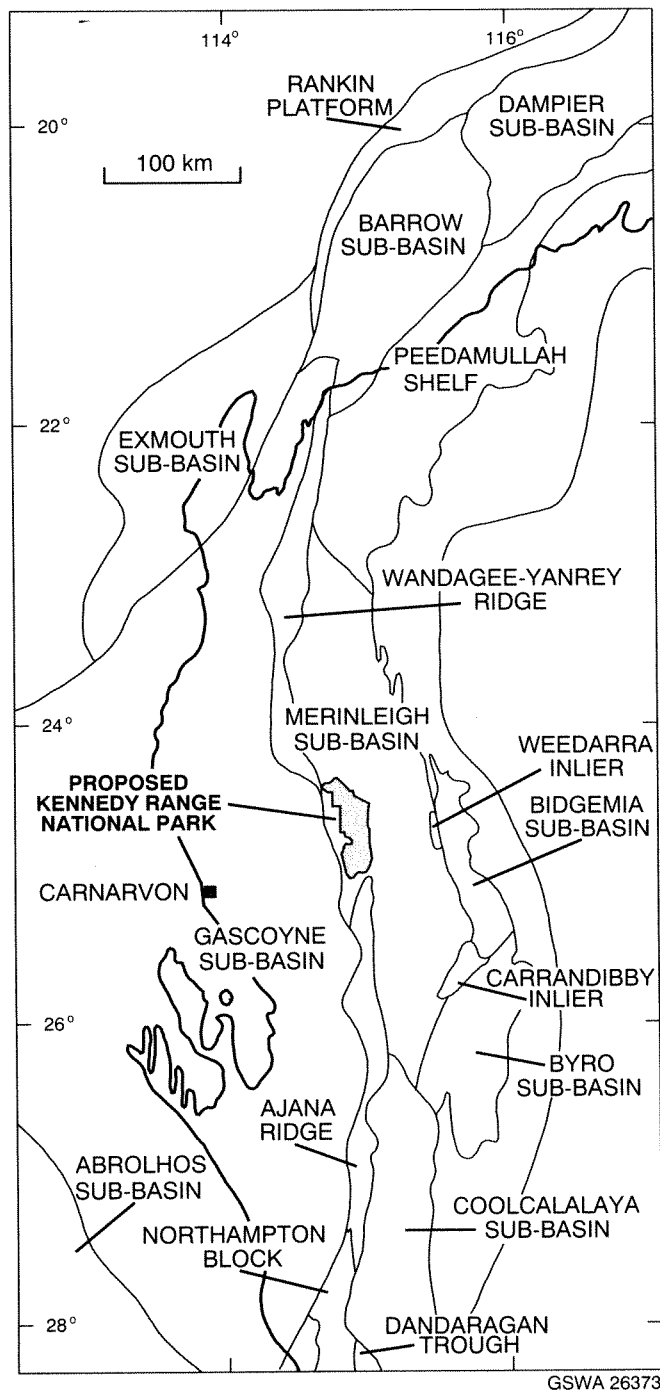 114°
116°
RANKIN
PLATFORM
DAMPIER
SUB-BASIN
20°
100 km
BARROW
SUB-BASIN
PEEDAMULLAH
SHELF
22°
EXMOUTH
SUB-BASIN
WANDAGEE-YANREY
RIDGE
24°
MERINLEIGH
SUB-BASIN
WEEDARRA
INLIER
PROPOSED
KENNEDY RANGE
NATIONAL PARK
BIDGEMIA
SUB-BASIN
CARNARVON
GASCOYNE
SUB-BASIN
CARRANDIBBY
INLIER
26°
BYRO
SUB-BASIN
AJANA
RIDGE
ABROLHOS
SUB-BASIN
COOLCALALAYA
SUB-BASIN
NORTHAMPTON
BLOCK
28°
DANDARAGAN
TROUGH
GSWA 26373